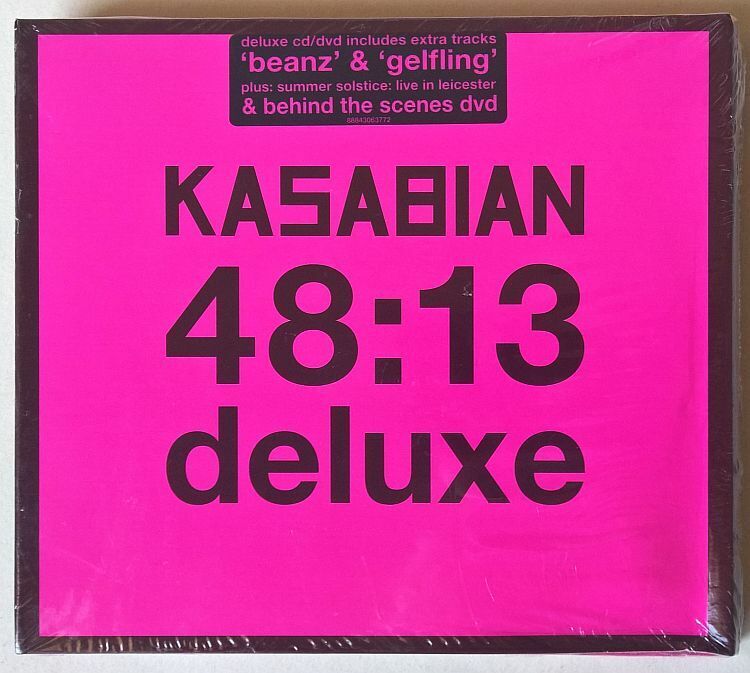 deluxe cd/dvd includes extra tracks
‘beanz’ & ‘gelfling’
plus: summer solstice: live in leicester
& behind the scenes dvd
88843063772
KASABIAN
48:13
deluxe